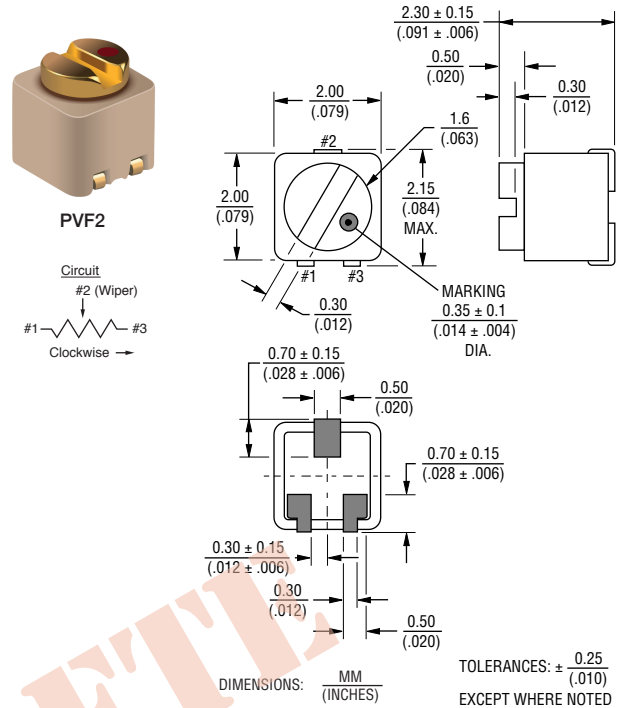 2.30 ± 0.15
(.091 ± .006)
0.50
(.020)
0.30
(.012)
2.00
(.079)
1.6
(.063)
#2
2.00
(.079)
2.15
(.084)
MAX.
#1
#3
0.30
(.012)
MARKING
0.35 ± 0.1
(.014 ± .004)
DIA.
PVF2
Circuit
#2 (Wiper)
#1
#3
Clockwise
0.70 ± 0.15
(.028 ± .006)
0.50
(.020)
0.70 ± 0.15
(.028 ± .006)
0.30 ± 0.15
(.012 ± .006)
0.30
(.012)
0.50
(.020)
DIMENSIONS: MM
(INCHES)
TOLERANCES: ± 0.25
(.010)
EXCEPT WHERE NOTED
ETE